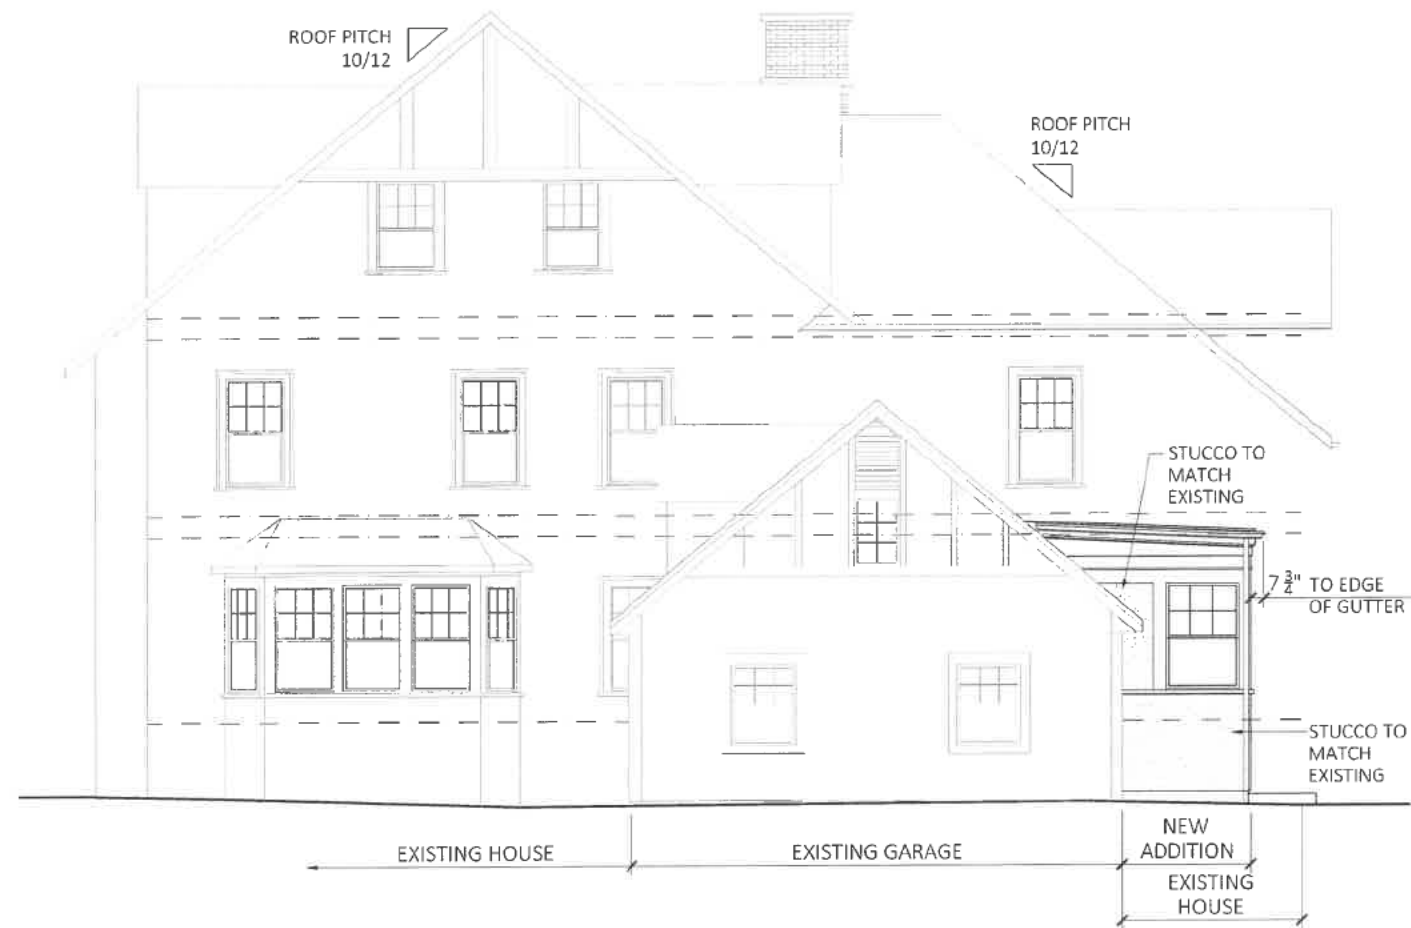 ROOF PITCH
10/12
ROOF PITCH
10/12
STUCCO TO
MATCH
EXISTING
7 3/4" TO EDGE
OF GUTTER
STUCCO TO
MATCH
EXISTING
EXISTING HOUSE
EXISTING GARAGE
NEW
ADDITION
EXISTING
HOUSE